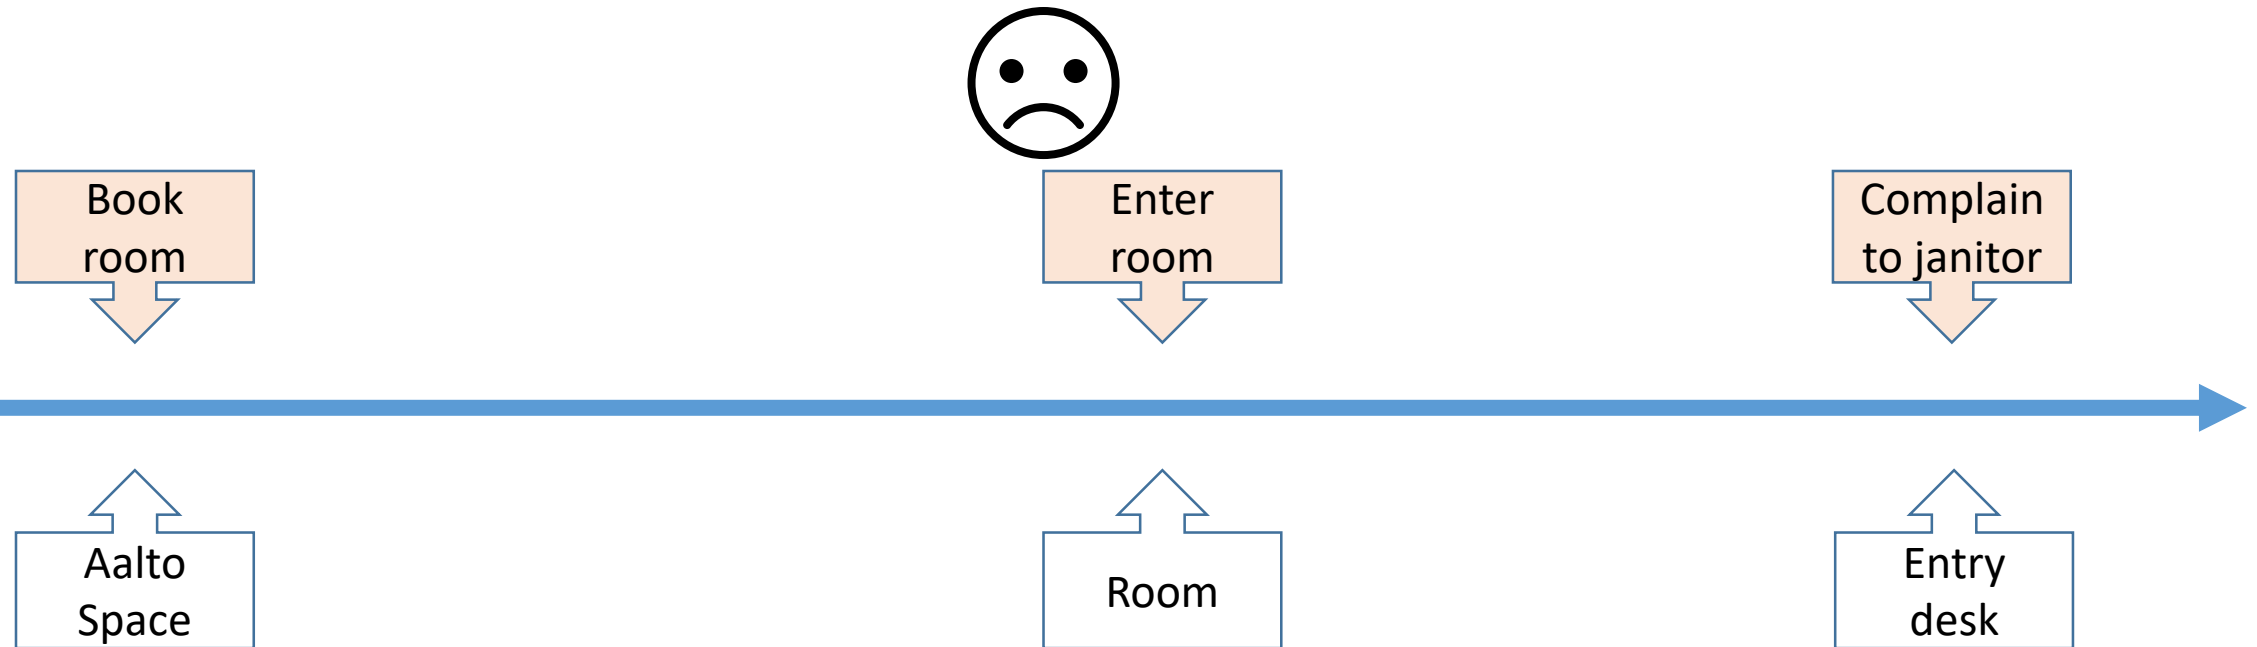 Book
room
Enter
room
Complain
to janitor
Aalto
Space
Room
Entry
desk